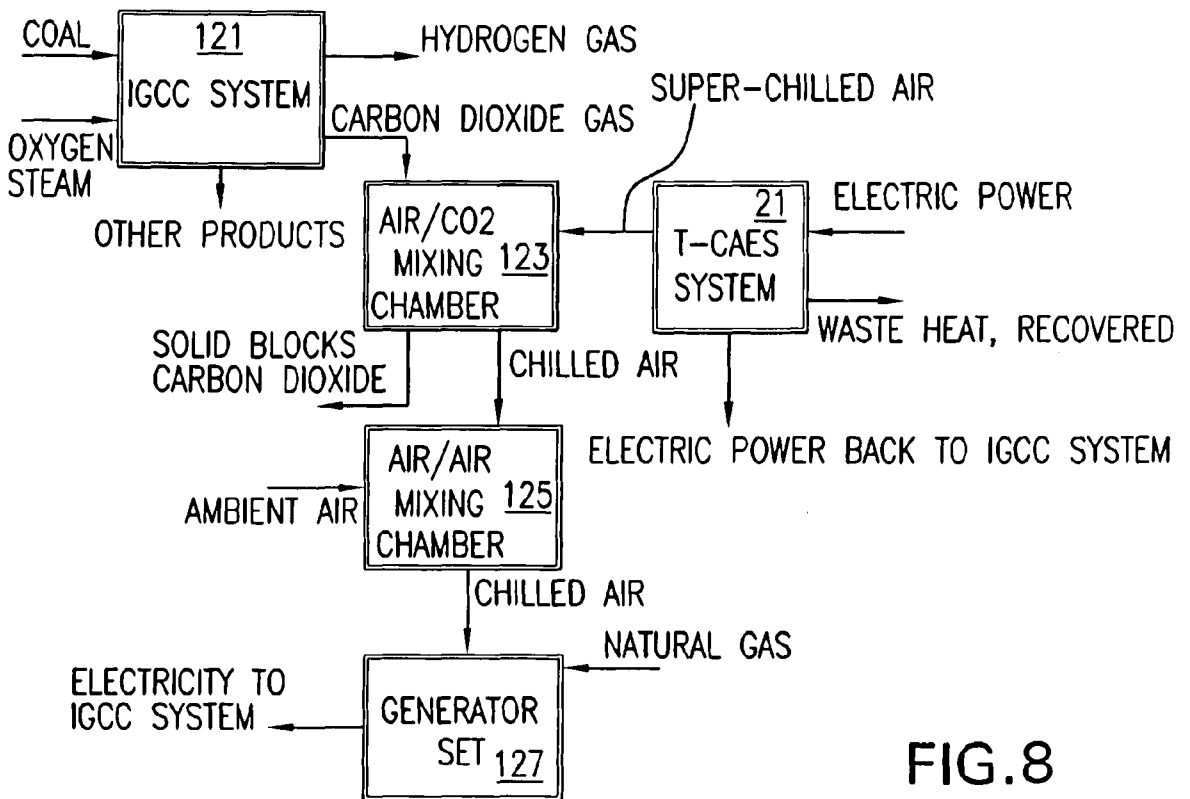 COAL
121
IGCC SYSTEM
HYDROGEN GAS
SUPER-CHILLED AIR
CARBON DIOXIDE GAS
OXYGEN
STEAM
OTHER PRODUCTS
AIR/CO2
MIXING 123
CHAMBER
21
T-CAES
SYSTEM
ELECTRIC POWER
WASTE HEAT, RECOVERED
SOLID BLOCKS
CARBON DIOXIDE
CHILLED AIR
ELECTRIC POWER BACK TO IGCC SYSTEM
AIR/AIR
MIXING 125
CHAMBER
AMBIENT AIR
CHILLED AIR
NATURAL GAS
ELECTRICITY TO
IGCC SYSTEM
GENERATOR
SET 127
FIG.8